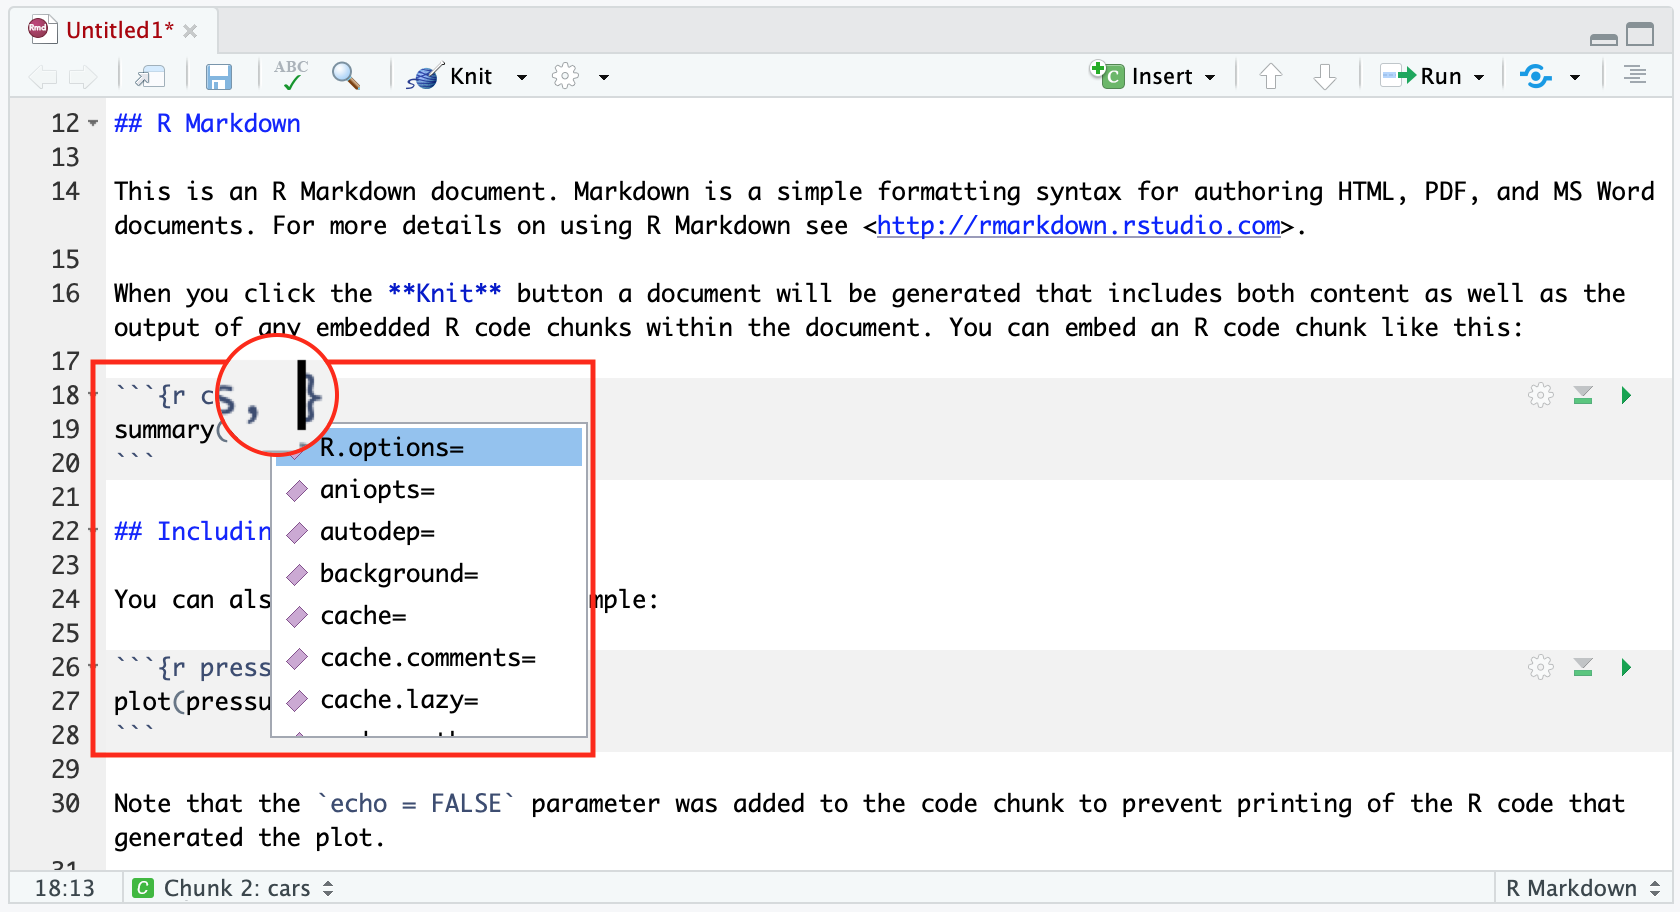 Rmd Untitled1* ×
ABC Knit Insert Run
12 ## R Markdown
13
14 This is an R Markdown document. Markdown is a simple formatting syntax for authoring HTML, PDF, and MS Word
documents. For more details on using R Markdown see <http://rmarkdown.rstudio.com>.
15
16 When you click the **Knit** button a document will be generated that includes both content as well as the
output of any embedded R code chunks within the document. You can embed an R code chunk like this:
17
18 ```{r cs, }
19 summary(
R.options=
20 ```
21
aniopts=
22 ## Includin
autodep=
23
background=
24 You can als mple:
cache=
25
26 ```{r press
cache.comments=
27 plot(pressu
cache.lazy=
28 ```
29
30 Note that the `echo = FALSE` parameter was added to the code chunk to prevent printing of the R code that
generated the plot.
31
18:13 C Chunk 2: cars R Markdown